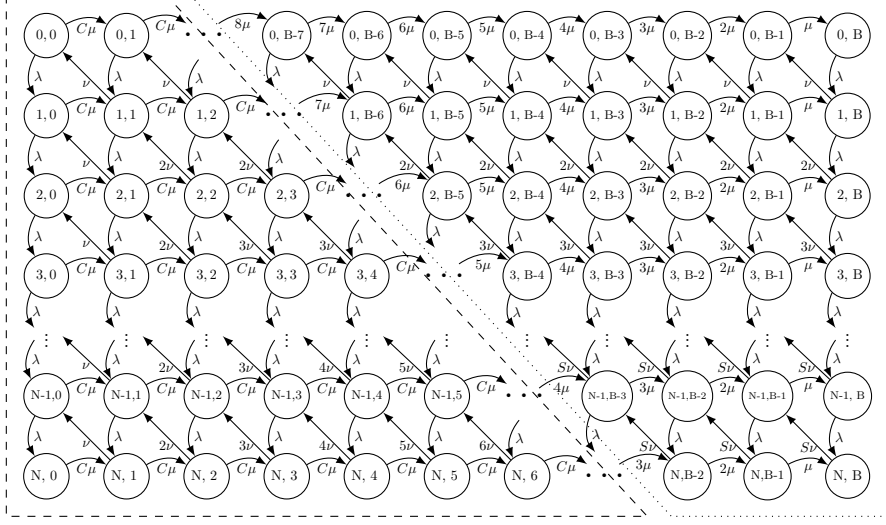 Cμ Cμ 8μ 7μ 6μ 5μ 4μ 3μ 2μ μ
0, 0 0, 1 ... 0, B-7 0, B-6 0, B-5 0, B-4 0, B-3 0, B-2 0, B-1 0, B
λ λ λ λ λ λ λ λ λ λ λ
ν ν ν ν ν ν ν ν ν
Cμ Cμ Cμ 7μ 6μ 5μ 4μ 3μ 2μ μ
1, 0 1, 1 1, 2 ... 1, B-6 1, B-5 1, B-4 1, B-3 1, B-2 1, B-1 1, B
λ λ λ λ λ λ λ λ λ λ λ
ν 2ν 2ν 2ν 2ν 2ν 2ν 2ν 2ν
Cμ Cμ Cμ Cμ 6μ 5μ 4μ 3μ 2μ μ
2, 0 2, 1 2, 2 2, 3 ... 2, B-5 2, B-4 2, B-3 2, B-2 2, B-1 2, B
λ λ λ λ λ λ λ λ λ λ λ
ν 2ν 3ν 3ν 3ν 3ν 3ν 3ν 3ν
Cμ Cμ Cμ Cμ Cμ 5μ 4μ 3μ 2μ μ
3, 0 3, 1 3, 2 3, 3 3, 4 ... 3, B-4 3, B-3 3, B-2 3, B-1 3, B
λ λ λ λ λ λ λ λ λ λ
⋮ ⋮ ⋮ ⋮ ⋮ ⋮ ⋮ ⋮ ⋮ ⋮ ⋮
λ λ λ λ λ λ λ λ λ λ
ν 2ν 3ν 4ν 5ν Sν Sν Sν Sν
Cμ Cμ Cμ Cμ Cμ Cμ 4μ 3μ 2μ μ
N-1,0 N-1,1 N-1,2 N-1,3 N-1,4 N-1,5 ... N-1,B-3 N-1,B-2 N-1,B-1 N-1, B
λ λ λ λ λ λ λ λ λ λ λ
ν 2ν 3ν 4ν 5ν 6ν Sν Sν Sν
Cμ Cμ Cμ Cμ Cμ Cμ Cμ 3μ 2μ μ
N, 0 N, 1 N, 2 N, 3 N, 4 N, 5 N, 6 ... N,B-2 N,B-1 N, B